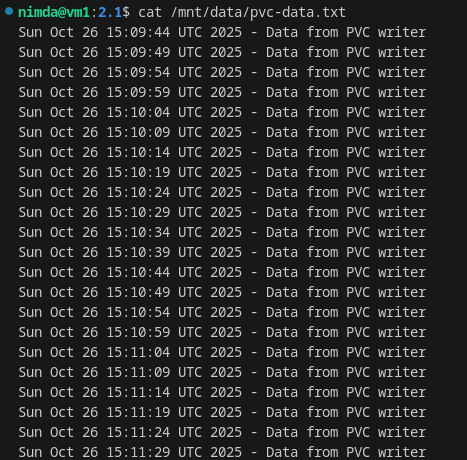 nimda@vm1:2.1$ cat /mnt/data/pvc-data.txt
Sun Oct 26 15:09:44 UTC 2025 - Data from PVC writer
Sun Oct 26 15:09:49 UTC 2025 - Data from PVC writer
Sun Oct 26 15:09:54 UTC 2025 - Data from PVC writer
Sun Oct 26 15:09:59 UTC 2025 - Data from PVC writer
Sun Oct 26 15:10:04 UTC 2025 - Data from PVC writer
Sun Oct 26 15:10:09 UTC 2025 - Data from PVC writer
Sun Oct 26 15:10:14 UTC 2025 - Data from PVC writer
Sun Oct 26 15:10:19 UTC 2025 - Data from PVC writer
Sun Oct 26 15:10:24 UTC 2025 - Data from PVC writer
Sun Oct 26 15:10:29 UTC 2025 - Data from PVC writer
Sun Oct 26 15:10:34 UTC 2025 - Data from PVC writer
Sun Oct 26 15:10:39 UTC 2025 - Data from PVC writer
Sun Oct 26 15:10:44 UTC 2025 - Data from PVC writer
Sun Oct 26 15:10:49 UTC 2025 - Data from PVC writer
Sun Oct 26 15:10:54 UTC 2025 - Data from PVC writer
Sun Oct 26 15:10:59 UTC 2025 - Data from PVC writer
Sun Oct 26 15:11:04 UTC 2025 - Data from PVC writer
Sun Oct 26 15:11:09 UTC 2025 - Data from PVC writer
Sun Oct 26 15:11:14 UTC 2025 - Data from PVC writer
Sun Oct 26 15:11:19 UTC 2025 - Data from PVC writer
Sun Oct 26 15:11:24 UTC 2025 - Data from PVC writer
Sun Oct 26 15:11:29 UTC 2025 - Data from PVC writer